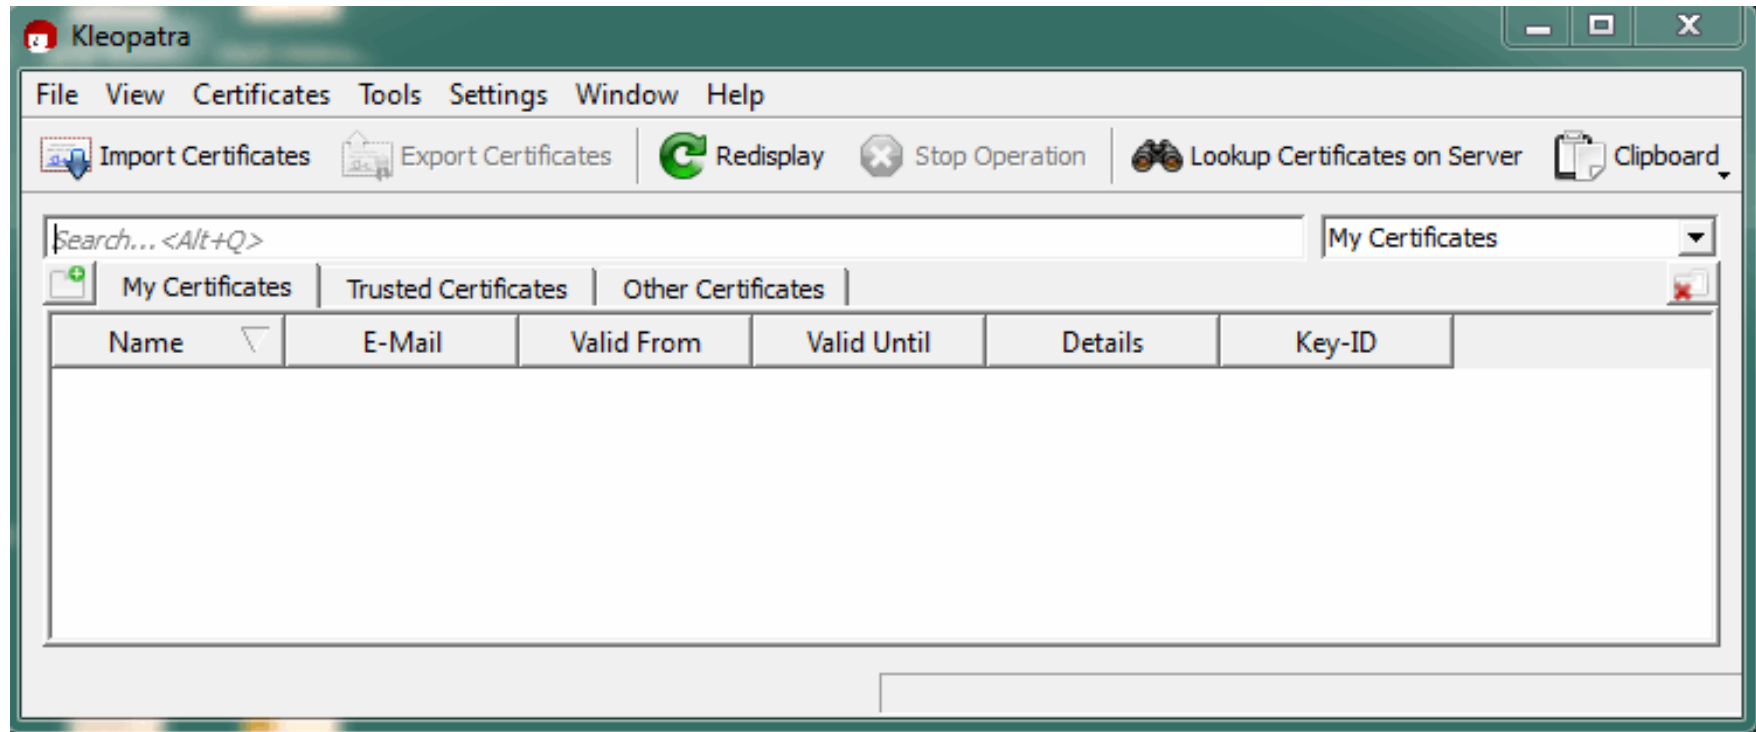 Kleopatra
File View Certificates Tools Settings Window Help
Import Certificates Export Certificates Redisplay Stop Operation Lookup Certificates on Server Clipboard
Search...<Alt+Q> My Certificates
My Certificates Trusted Certificates Other Certificates
Name E-Mail Valid From Valid Until Details Key-ID